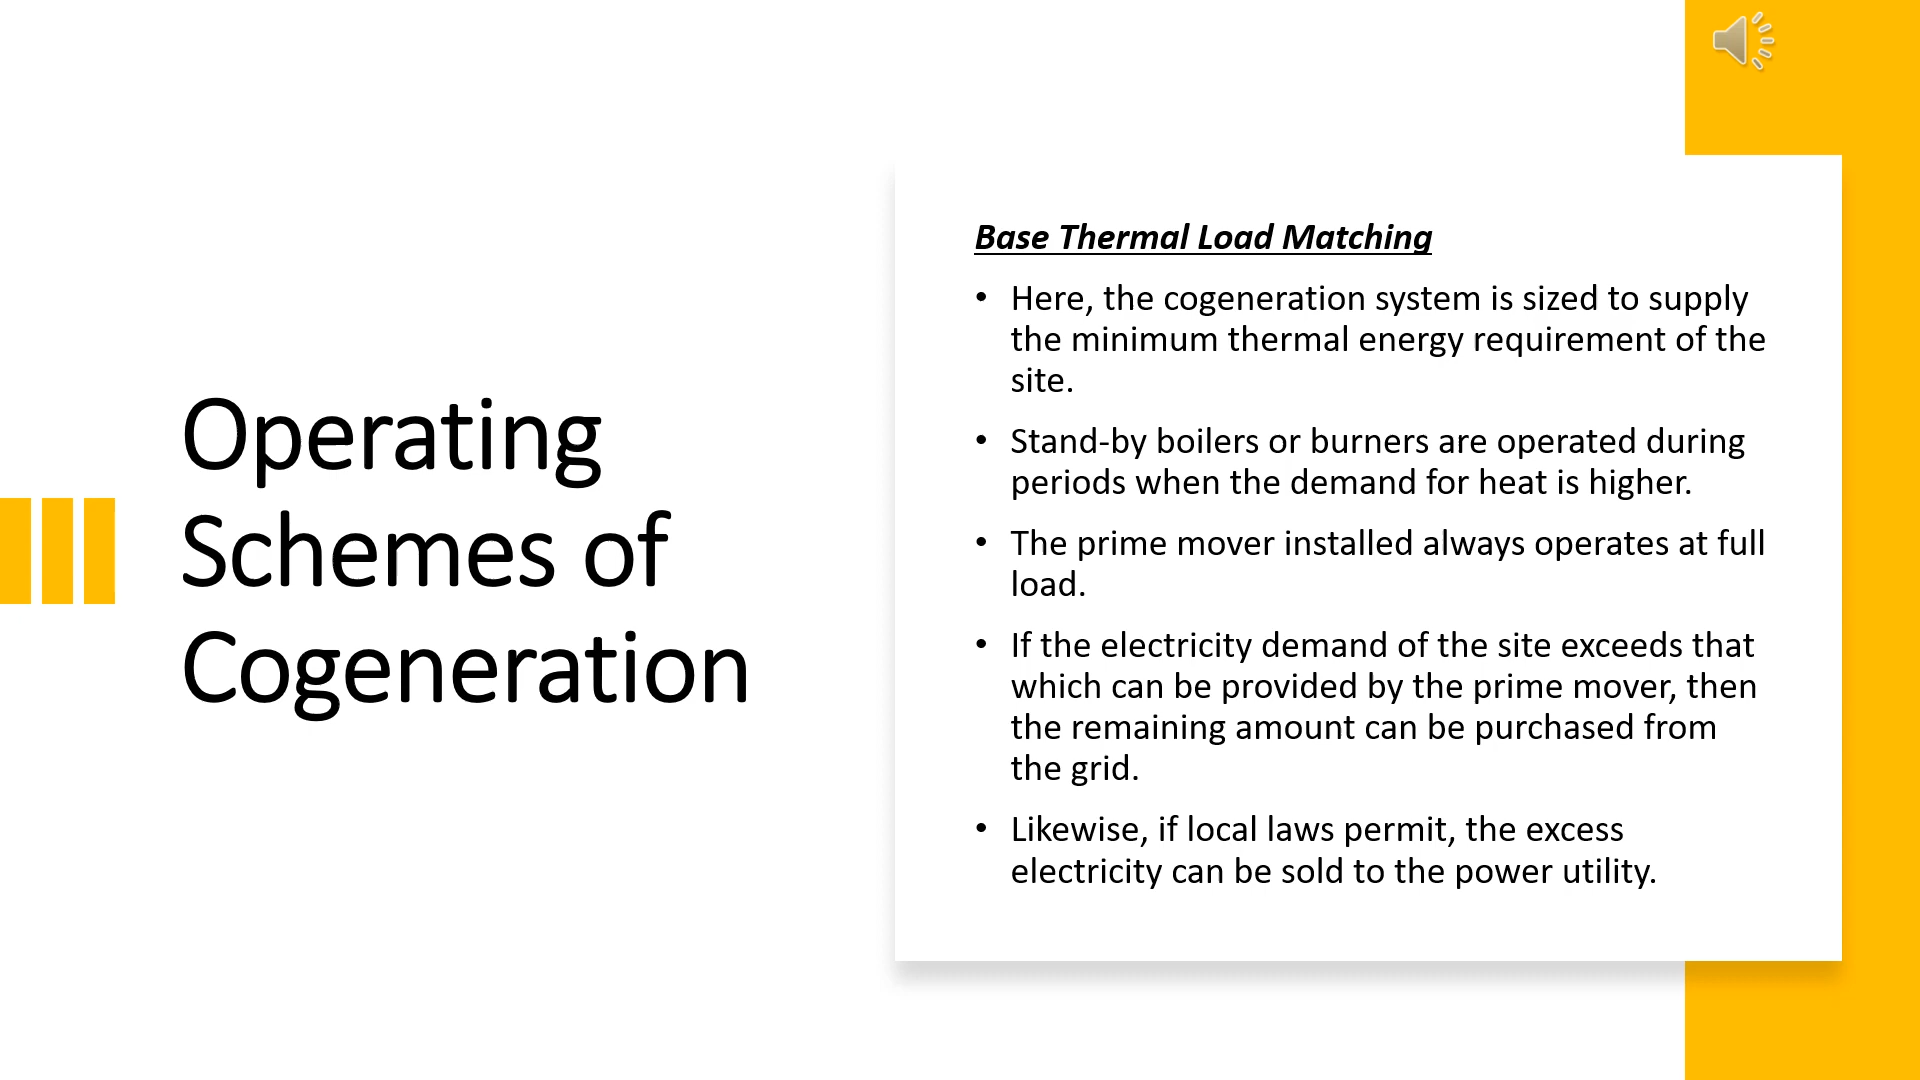 Operating
Schemes of
Cogeneration
Base Thermal Load Matching
• Here, the cogeneration system is sized to supply
the minimum thermal energy requirement of the
site.
• Stand-by boilers or burners are operated during
periods when the demand for heat is higher.
• The prime mover installed always operates at full
load.
• If the electricity demand of the site exceeds that
which can be provided by the prime mover, then
the remaining amount can be purchased from
the grid.
• Likewise, if local laws permit, the excess
electricity can be sold to the power utility.